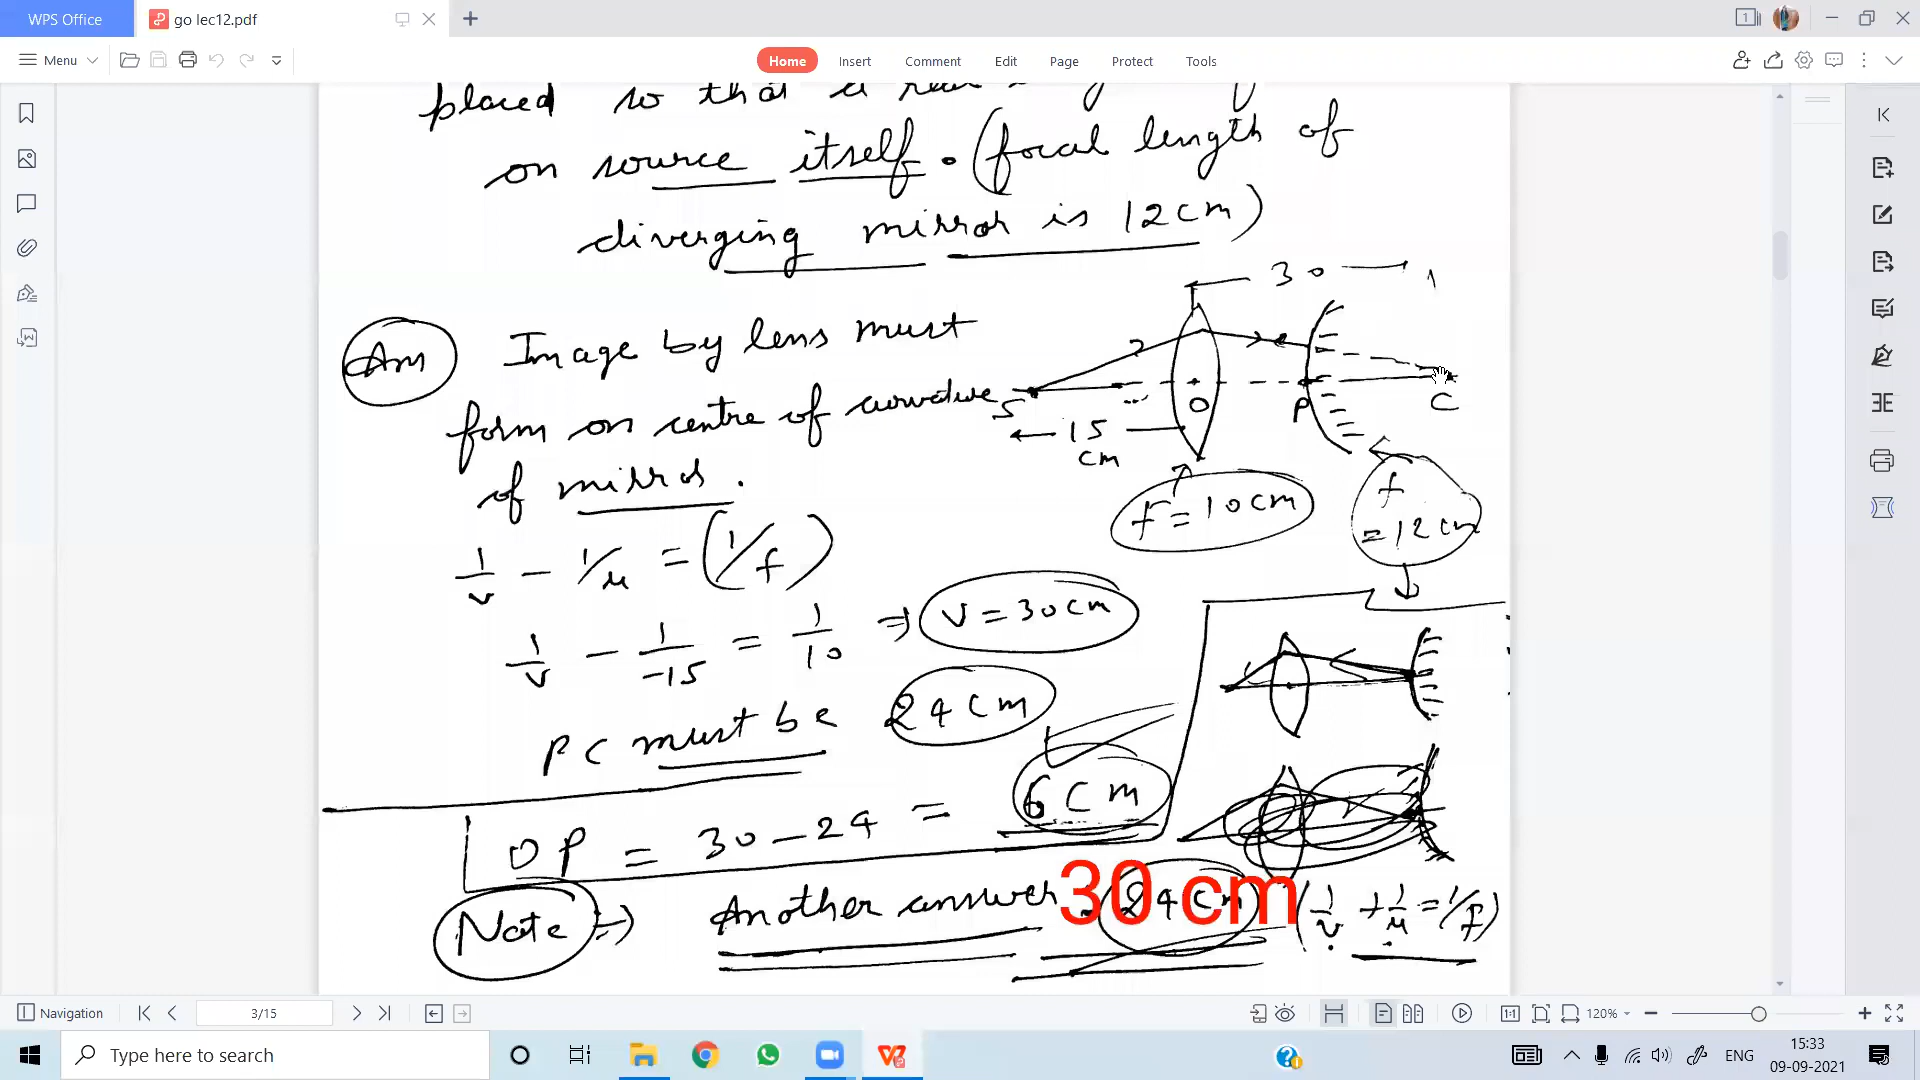 WPS Office
go lec12.pdf
Menu
Home Insert Comment Edit Page Protect Tools
placed so that a real
on source itself. (focal length of
diverging mirror is 12cm)
30
Ans
Image by lens must
form on centre of curvature
of mirror.
S
O
P
C
15
cm
f = 10cm
f
= 12 cm
1/v - 1/u = (1/f)
1/v - 1/-15 = 1/10 ⇒ v = 30cm
PC must be 24cm
OP = 30 - 24 = 6cm
30 cm
Note ⇒ Another answer 24cm (1/v + 1/u = 1/f)
Navigation
3/15
1:1
120%
Type here to search
ENG
15:33
09-09-2021